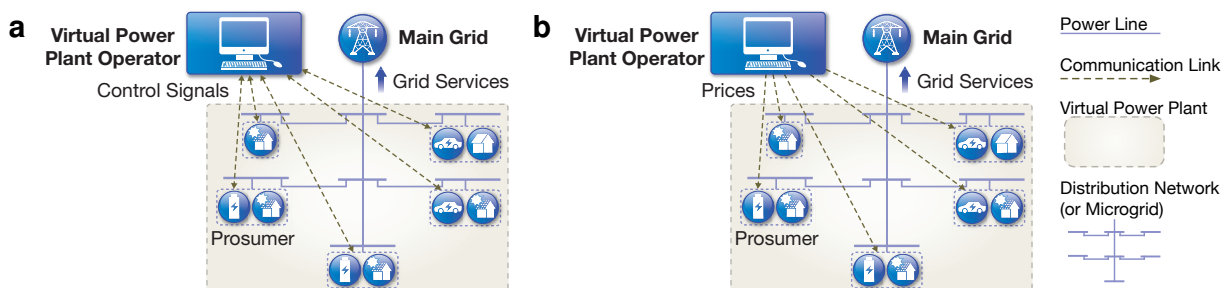 a
Virtual Power
Plant Operator
Main Grid
Control Signals
Grid Services
Prosumer
b
Virtual Power
Plant Operator
Main Grid
Prices
Grid Services
Prosumer
Power Line
Communication Link
Virtual Power Plant
Distribution Network
(or Microgrid)